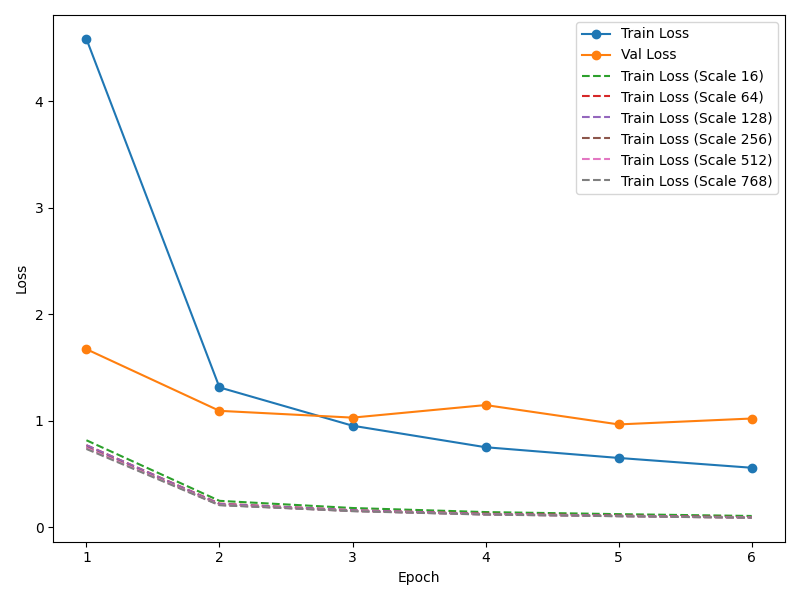 Train Loss
Val Loss
Train Loss (Scale 16)
Train Loss (Scale 64)
Train Loss (Scale 128)
Train Loss (Scale 256)
Train Loss (Scale 512)
Train Loss (Scale 768)
4
3
2
1
0
Loss
1 2 3 4 5 6
Epoch